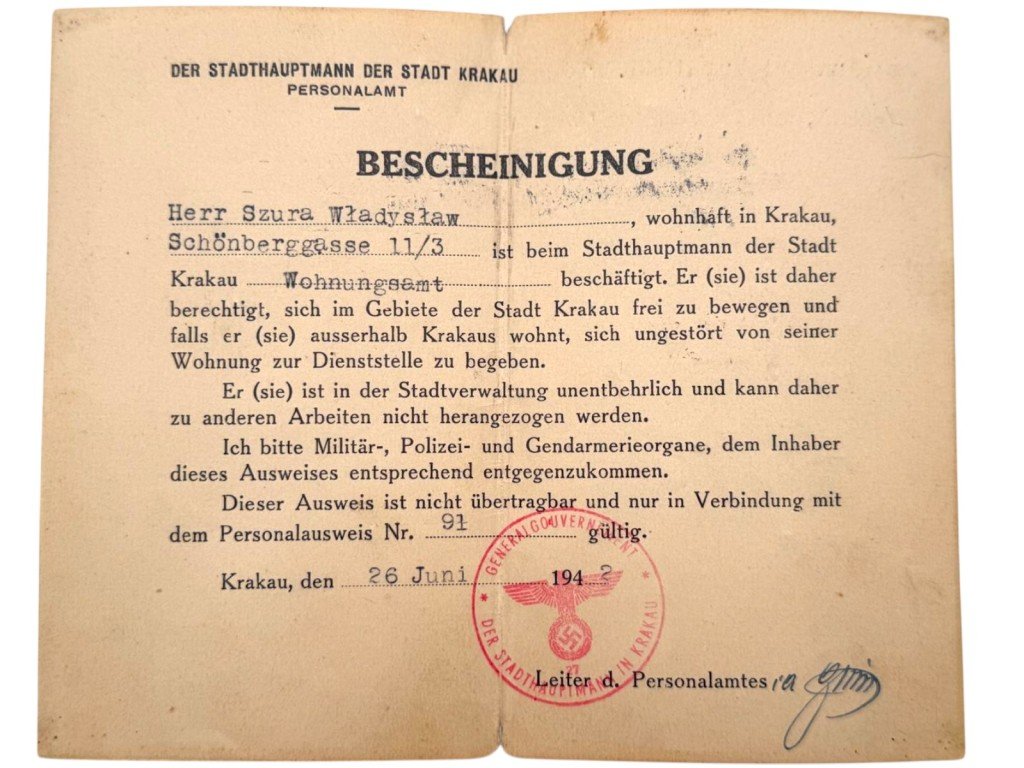 DER STADTHAUPTMANN DER STADT KRAKAU
PERSONALAMT
BESCHEINIGUNG
Herr Szura Władysław, wohnhaft in Krakau,
Schönberggasse 11/3 ist beim Stadthauptmann der Stadt
Krakau Wohnungsamt beschäftigt. Er (sie) ist daher
berechtigt, sich im Gebiete der Stadt Krakau frei zu bewegen und
falls er (sie) ausserhalb Krakaus wohnt, sich ungestört von seiner
Wohnung zur Dienststelle zu begeben.
Er (sie) ist in der Stadtverwaltung unentbehrlich und kann daher
zu anderen Arbeiten nicht herangezogen werden.
Ich bitte Militär-, Polizei- und Gendarmerieorgane, dem Inhaber
dieses Ausweises entsprechend entgegenzukommen.
Dieser Ausweis ist nicht übertragbar und nur in Verbindung mit
dem Personalausweis Nr. 91 gültig.
Krakau, den 26 Juni 1942
GENERALGOUVERNEMENT
* DER STADTHAUPTMANN IN KRAKAU *
27
Leiter d. Personalamtes